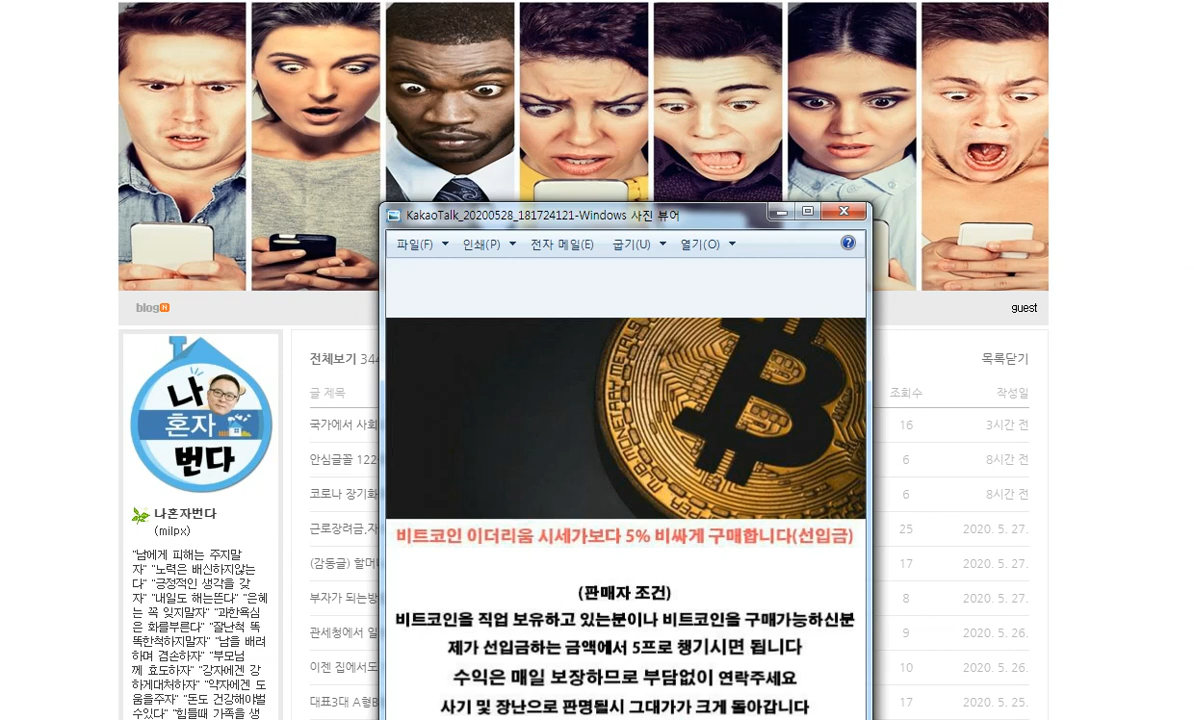 KakaoTalk_20200528_181724121-Windows 사진 뷰어
파일(F) 인쇄(P) 전자 메일(E) 굽기(U) 열기(O)
blog
guest
나
혼자
번다
나혼자번다
(milpx)
"남에게 피해는 주지말
자" "노력은 배신하지않는
다" "긍정적인 생각을 갖
자" "내일도 해는뜬다" "은혜
는 꼭 잊지말자" "과한욕심
은 화를부른다" "잘난척 똑
똑한척하지말자" "남을 배려
하며 겸손하자" "부모님
께 효도하자" "강자에겐 강
하게대처하자" "약자에겐 도
움을주자" "돈도 건강해야벌
수있다" "힘들때 가족을 생
전체보기 344
목록닫기
글 제목 조회수 작성일
국가에서 사회 16 3시간 전
안심글꼴 122 6 8시간 전
코로나 장기화 6 8시간 전
근로장려금,자 25 2020. 5. 27.
(감동글) 할머 17 2020. 5. 27.
부자가 되는방 8 2020. 5. 27.
관세청에서 일 9 2020. 5. 26.
이젠 집에서도 10 2020. 5. 26.
대표3대 A형 17 2020. 5. 25.
비트코인 이더리움 시세가보다 5% 비싸게 구매합니다(선입금)
(판매자 조건)
비트코인을 직업 보유하고 있는분이나 비트코인을 구매가능하신분
제가 선입금하는 금액에서 5프로 챙기시면 됩니다
수익은 매일 보장하므로 부담없이 연락주세요
사기 및 장난으로 판명될시 그대가가 크게 돌아갑니다